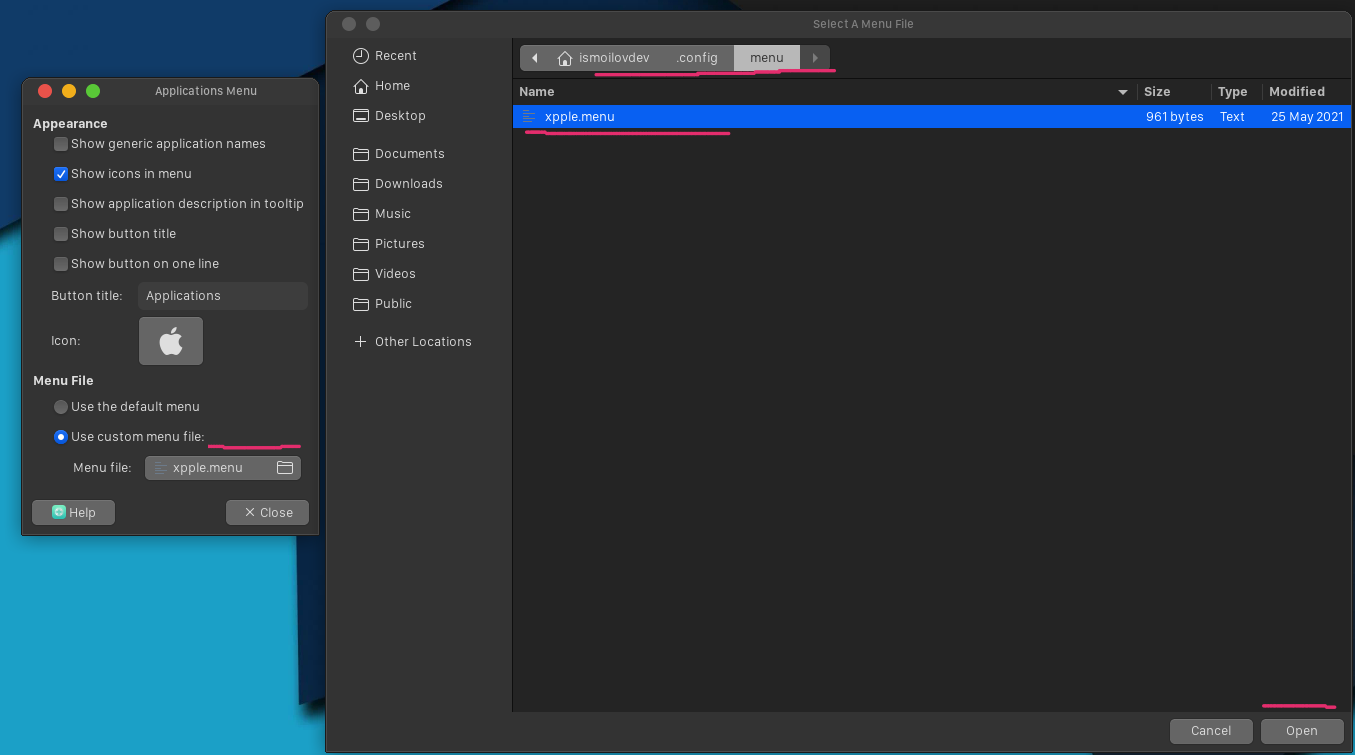 Applications Menu
Appearance
Show generic application names
Show icons in menu
Show application description in tooltip
Show button title
Show button on one line
Button title: Applications
Icon:
Menu File
Use the default menu
Use custom menu file:
Menu file: xpple.menu
Help Close
Select A Menu File
Recent
Home
Desktop
Documents
Downloads
Music
Pictures
Videos
Public
Other Locations
ismoilovdev .config menu
Name Size Type Modified
xpple.menu 961 bytes Text 25 May 2021
Cancel Open